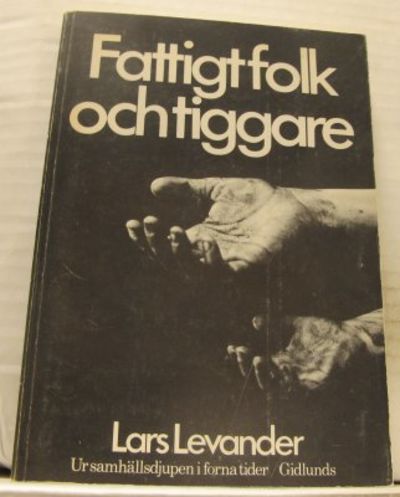 Fattigt folk
och tiggare
Lars Levander
Ur samhällsdjupen i forna tider / Gidlunds